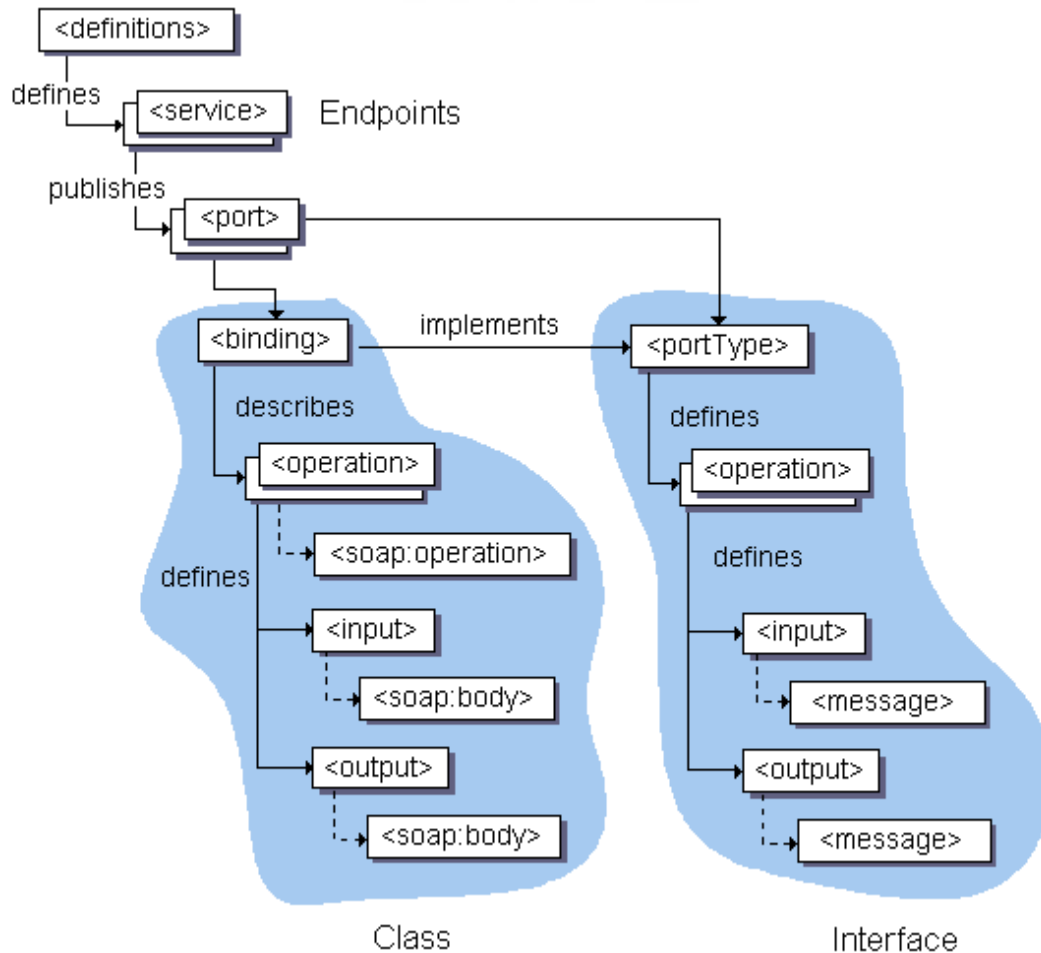 <definitions>
defines
<service>
Endpoints
publishes
<port>
<binding>
implements
<portType>
describes
defines
<operation>
<operation>
<soap:operation>
defines
defines
<input>
<input>
<soap:body>
<message>
<output>
<output>
<soap:body>
<message>
Class
Interface